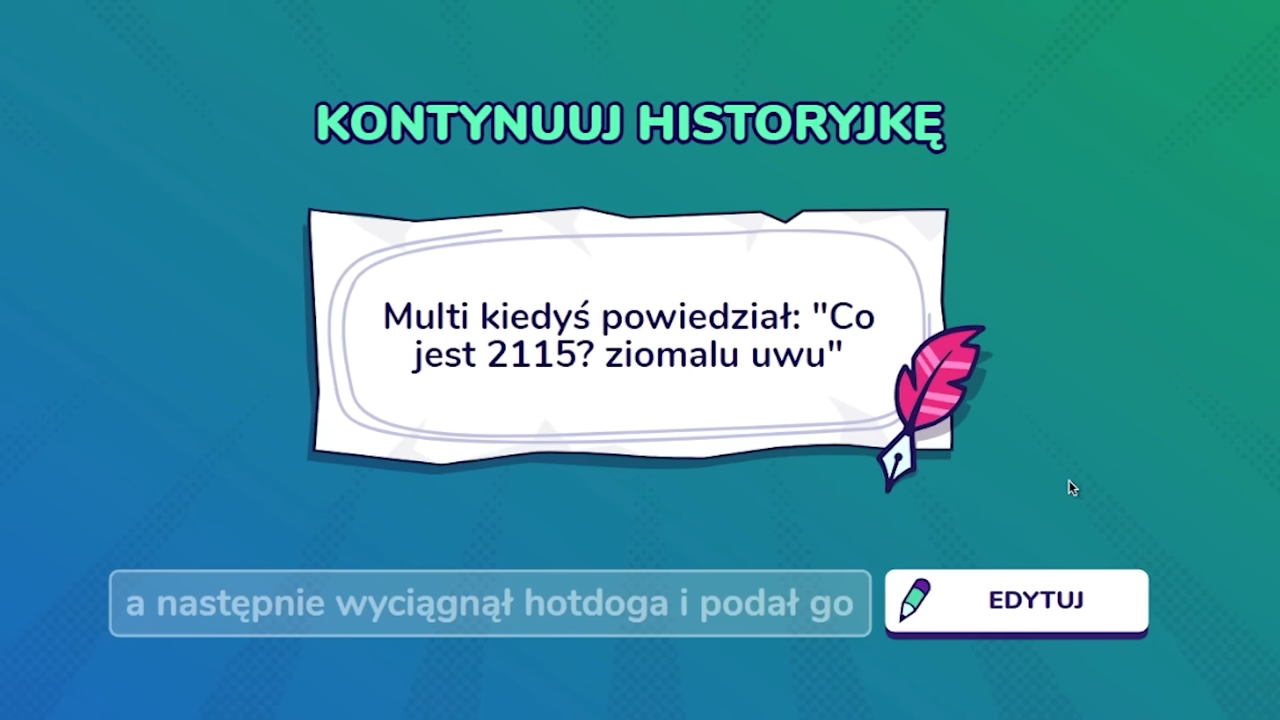 KONTYNUUJ HISTORYJKĘ
Multi kiedyś powiedział: "Co
jest 2115? ziomalu uwu"
a następnie wyciągnął hotdoga i podał go
EDYTUJ